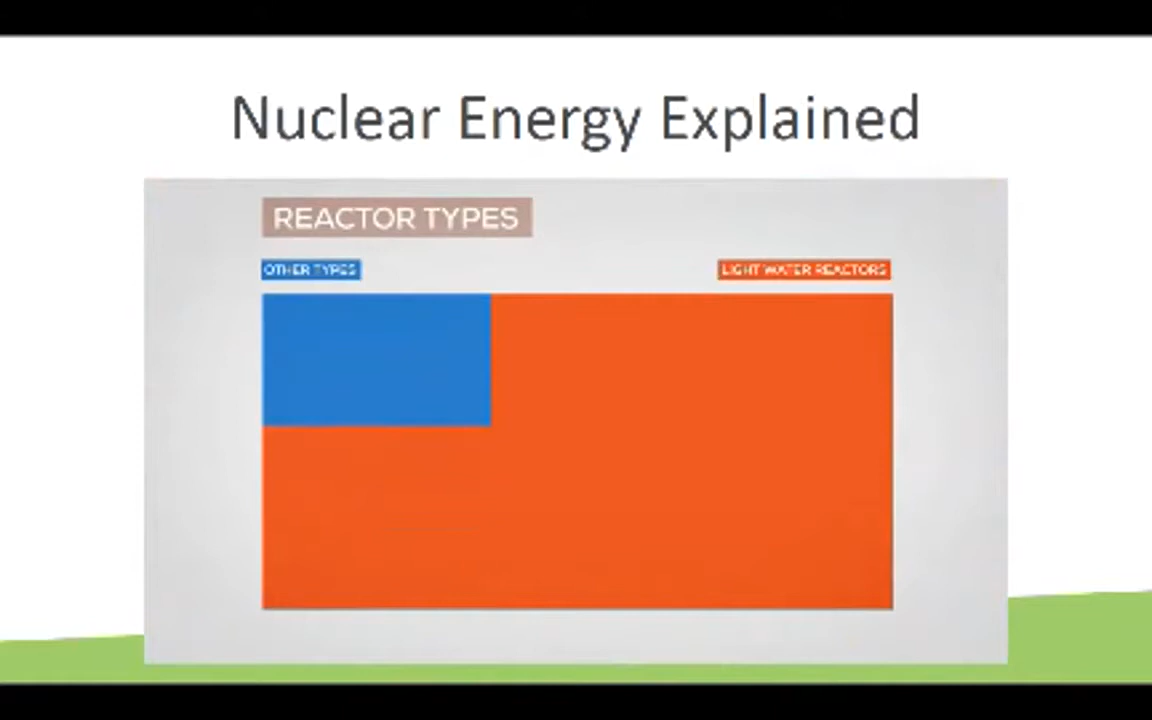 Nuclear Energy Explained
REACTOR TYPES
OTHER TYPES
LIGHT WATER REACTORS